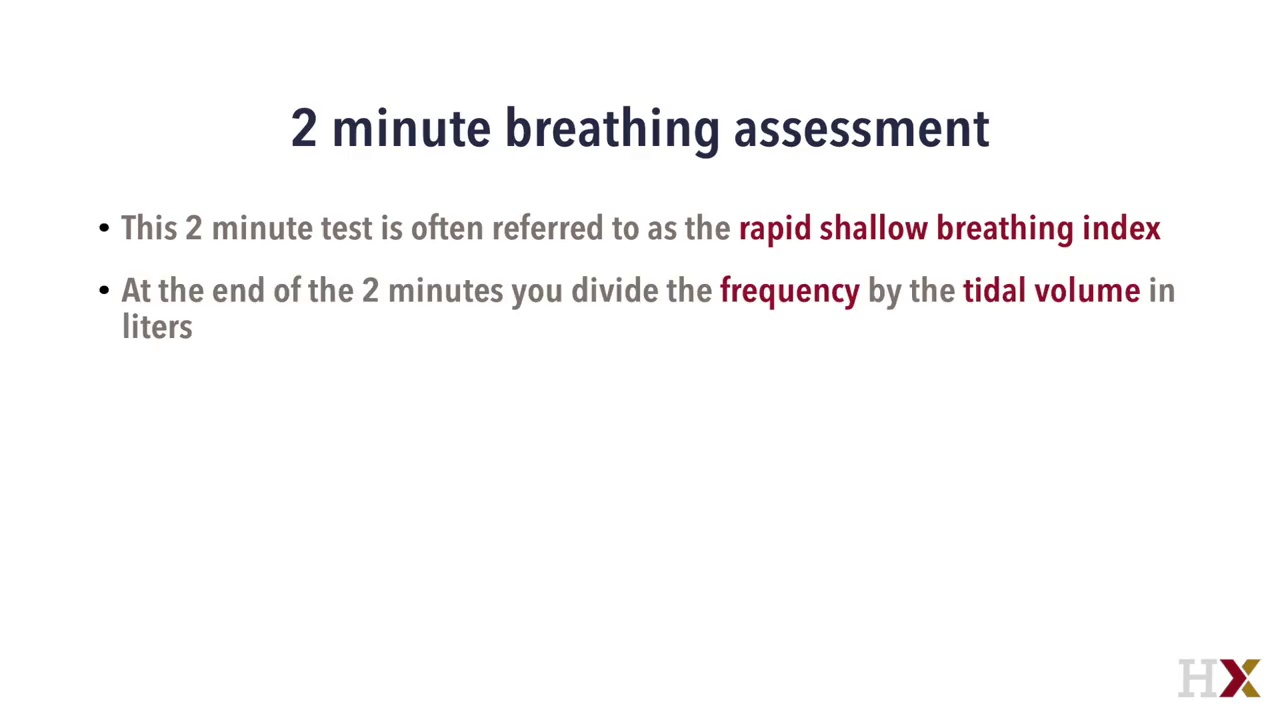 2 minute breathing assessment
• This 2 minute test is often referred to as the rapid shallow breathing index
• At the end of the 2 minutes you divide the frequency by the tidal volume in
liters
HX